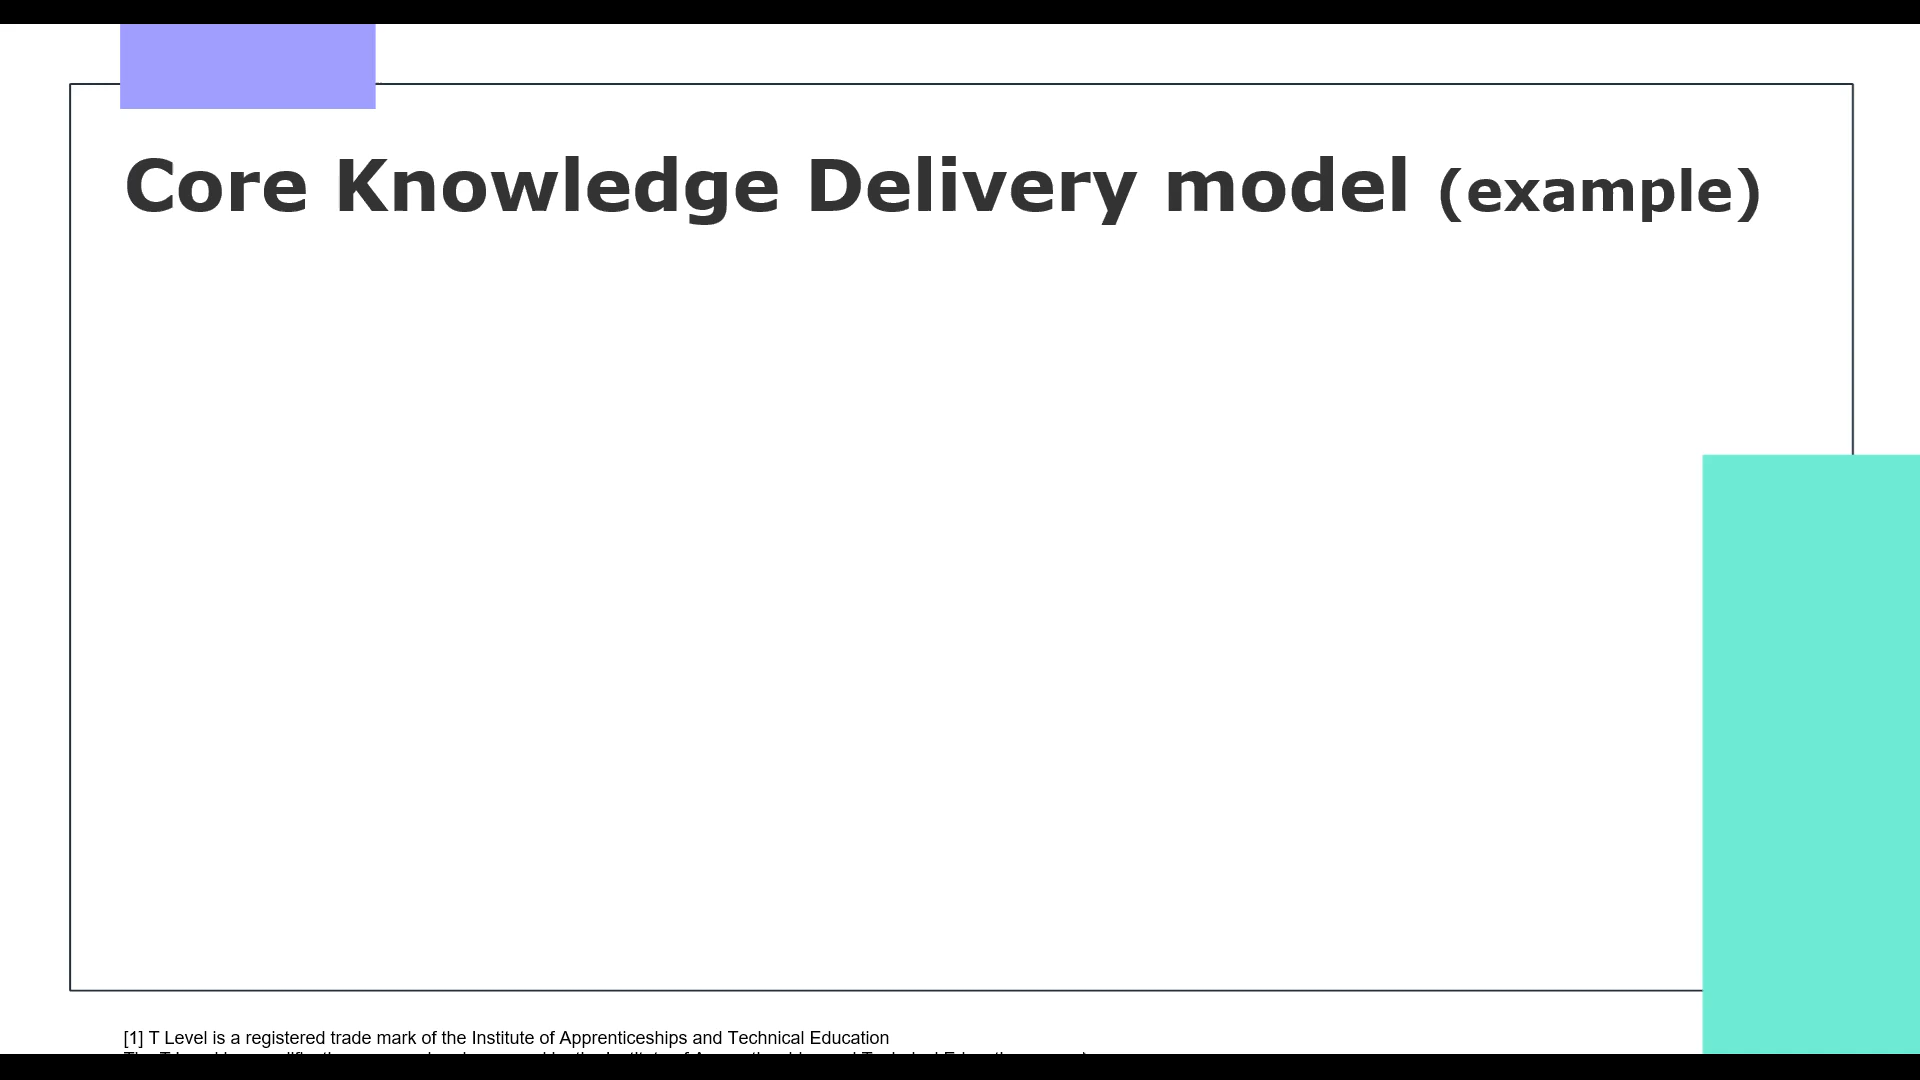 Core Knowledge Delivery model (example)
[1] T Level is a registered trade mark of the Institute of Apprenticeships and Technical Education